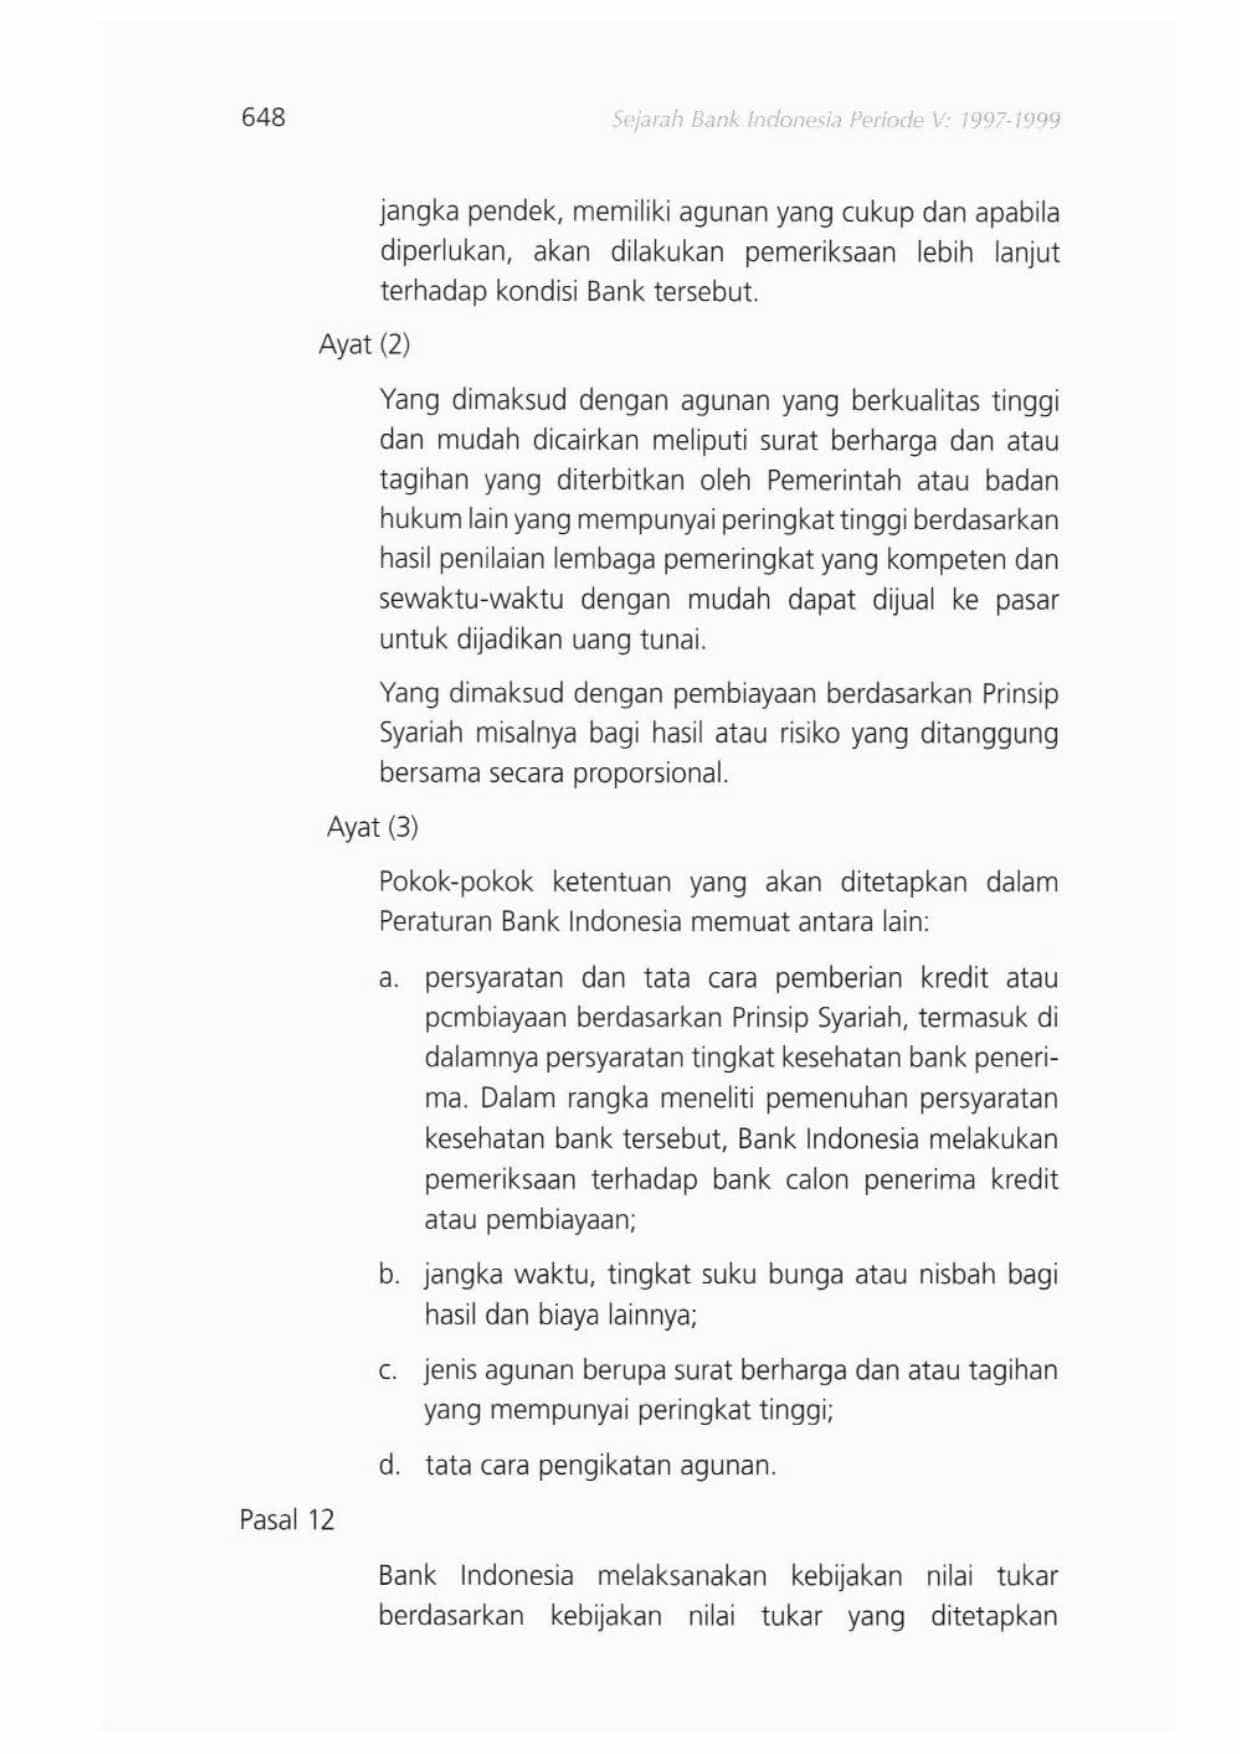 648
Sejarah Bank Indonesia Periode V: 1997-1999
jangka pendek, memiliki agunan yang cukup dan apabila
diperlukan, akan dilakukan pemeriksaan lebih lanjut
terhadap kondisi Bank tersebut.
Ayat (2)
Yang dimaksud dengan agunan yang berkualitas tinggi
dan mudah dicairkan meliputi surat berharga dan atau
tagihan yang diterbitkan oleh Pemerintah atau badan
hukum lain yang mempunyai peringkat tinggi berdasarkan
hasil penilaian lembaga pemeringkat yang kompeten dan
sewaktu-waktu dengan mudah dapat dijual ke pasar
untuk dijadikan uang tunai.
Yang dimaksud dengan pembiayaan berdasarkan Prinsip
Syariah misalnya bagi hasil atau risiko yang ditanggung
bersama secara proporsional.
Ayat (3)
Pokok-pokok ketentuan yang akan ditetapkan dalam
Peraturan Bank Indonesia memuat antara lain:
a. persyaratan dan tata cara pemberian kredit atau
pcmbiayaan berdasarkan Prinsip Syariah, termasuk di
dalamnya persyaratan tingkat kesehatan bank peneri-
ma. Dalam rangka meneliti pemenuhan persyaratan
kesehatan bank tersebut, Bank Indonesia melakukan
pemeriksaan terhadap bank calon penerima kredit
atau pembiayaan;
b. jangka waktu, tingkat suku bunga atau nisbah bagi
hasil dan biaya lainnya;
c. jenis agunan berupa surat berharga dan atau tagihan
yang mempunyai peringkat tinggi;
d. tata cara pengikatan agunan.
Pasal 12
Bank Indonesia melaksanakan kebijakan nilai tukar
berdasarkan kebijakan nilai tukar yang ditetapkan